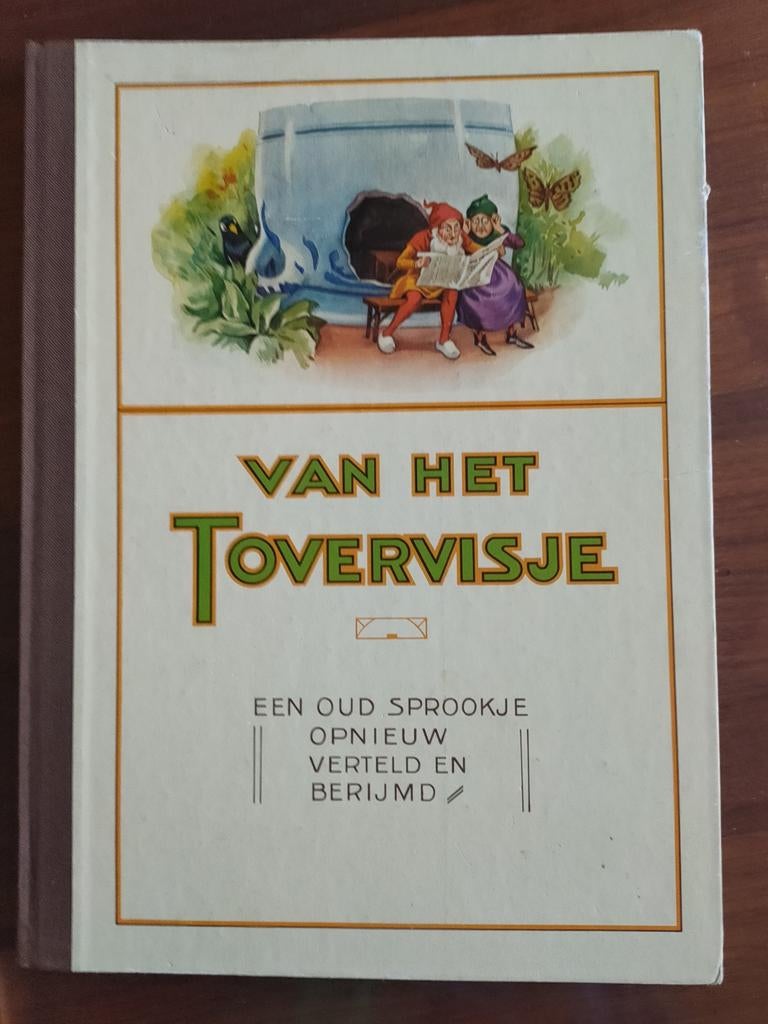 VAN HET
TOVERVISJE
EEN OUD SPROOKJE
OPNIEUW
VERTELD EN
BERIJMD